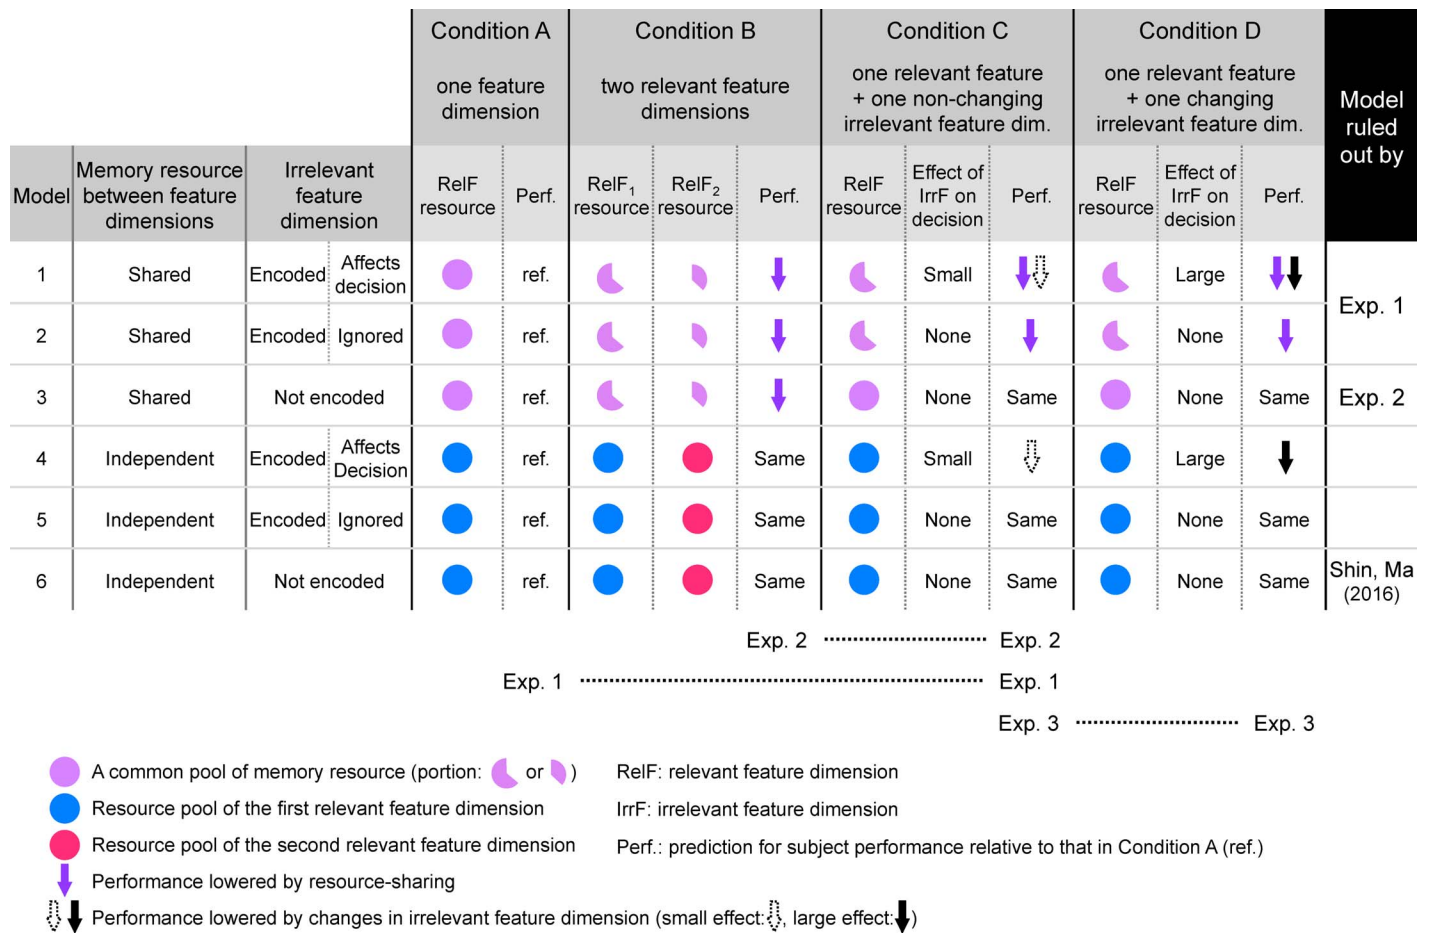 Condition A
Condition B
Condition C
Condition D
one feature
dimension
two relevant feature
dimensions
one relevant feature
+ one non-changing
irrelevant feature dim.
one relevant feature
+ one changing
irrelevant feature dim.
Model
ruled
out by
Model
Memory resource
between feature
dimensions
Irrelevant
feature
dimension
RelF
resource
Perf.
RelF1
resource
RelF2
resource
Perf.
RelF
resource
Effect of
IrrF on
decision
Perf.
RelF
resource
Effect of
IrrF on
decision
Perf.
1 Shared Encoded Affects decision ref. Small Large
Exp. 1
2 Shared Encoded Ignored ref. None None
3 Shared Not encoded ref. None Same None Same Exp. 2
4 Independent Encoded Affects Decision ref. Same Small Large
5 Independent Encoded Ignored ref. Same None Same None Same
6 Independent Not encoded ref. Same None Same None Same Shin, Ma (2016)
Exp. 2 Exp. 2
Exp. 1 Exp. 1
Exp. 3 Exp. 3
A common pool of memory resource (portion: or )
Resource pool of the first relevant feature dimension
Resource pool of the second relevant feature dimension
Performance lowered by resource-sharing
Performance lowered by changes in irrelevant feature dimension (small effect: , large effect: )
RelF: relevant feature dimension
IrrF: irrelevant feature dimension
Perf.: prediction for subject performance relative to that in Condition A (ref.)